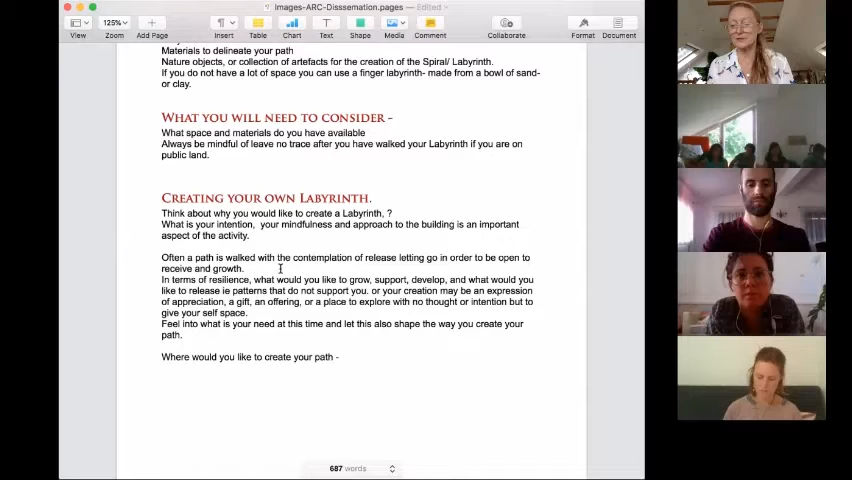 Images-ARC-Disssemation.pages — Edited
125%
View
Zoom
Add Page
Insert
Table
Chart
Text
Shape
Media
Comment
Collaborate
Format
Document
Materials to delineate your path
Nature objects, or collection of artefacts for the creation of the Spiral/ Labyrinth.
If you do not have a lot of space you can use a finger labyrinth- made from a bowl of sand-
or clay.
What you will need to consider -
What space and materials do you have available
Always be mindful of leave no trace after you have walked your Labyrinth if you are on
public land.
Creating your own Labyrinth.
Think about why you would like to create a Labyrinth, ?
What is your intention, your mindfulness and approach to the building is an important
aspect of the activity.
Often a path is walked with the contemplation of release letting go in order to be open to
receive and growth.
In terms of resilience, what would you like to grow, support, develop, and what would you
like to release ie patterns that do not support you. or your creation may be an expression
of appreciation, a gift, an offering, or a place to explore with no thought or intention but to
give your self space.
Feel into what is your need at this time and let this also shape the way you create your
path.
Where would you like to create your path -
687 words